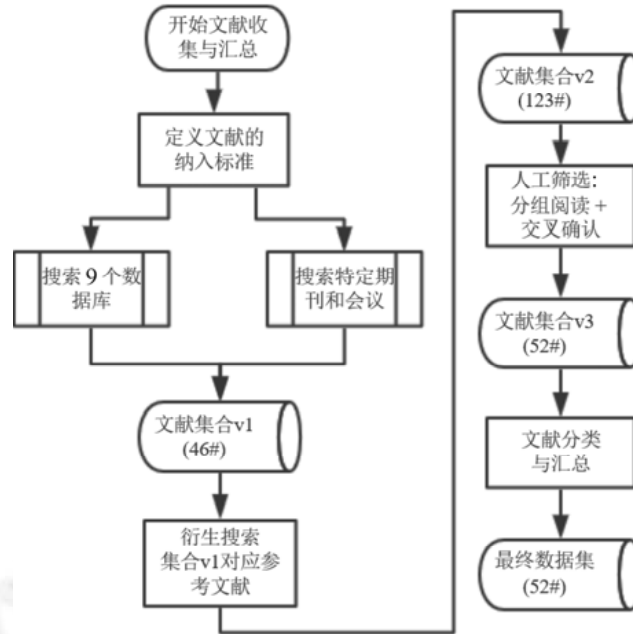 开始文献收
集与汇总
定义文献的
纳入标准
搜索 9 个数
据库
搜索特定期
刊和会议
文献集合v1
(46#)
衍生搜索
集合v1对应参
考文献
文献集合v2
(123#)
人工筛选:
分组阅读 +
交叉确认
文献集合v3
(52#)
文献分类
与汇总
最终数据集
(52#)